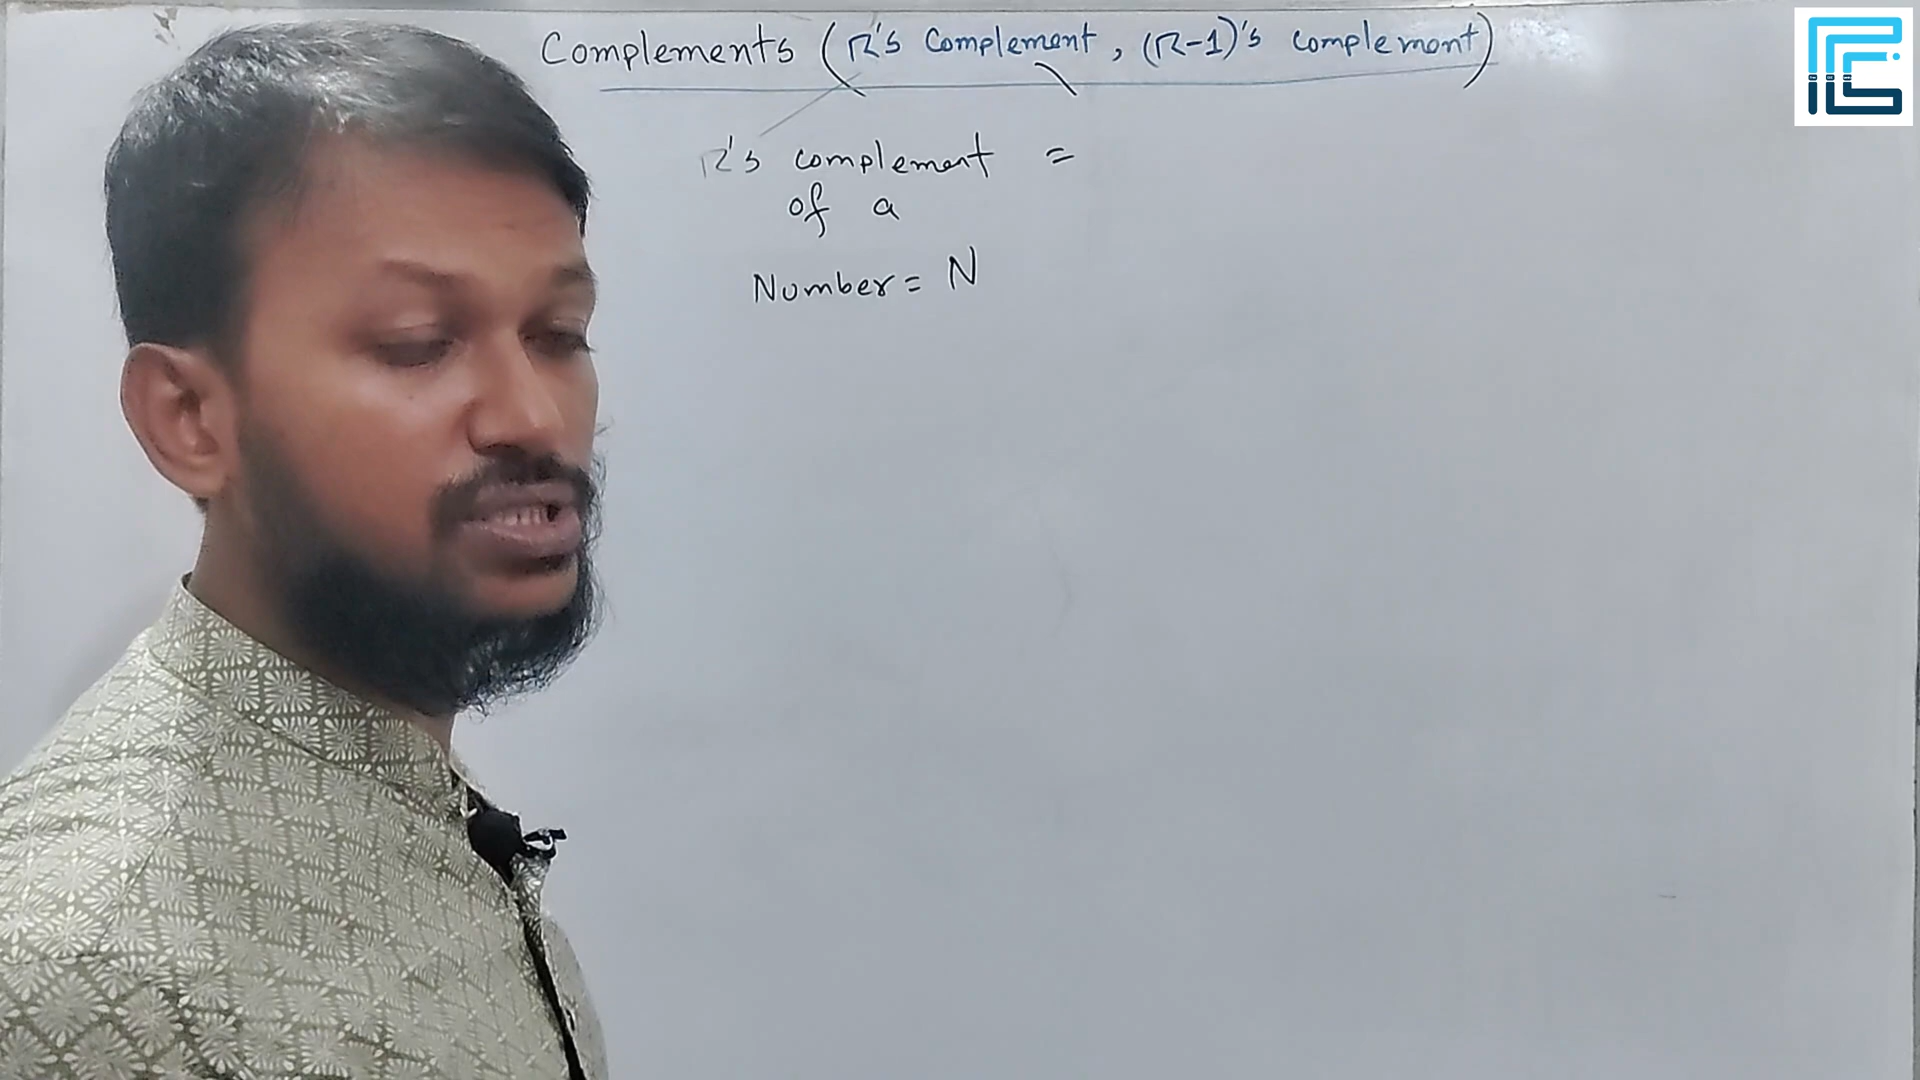 Complements (R's Complement, (R-1)'s complement)
R's complement =
of a
Number = N